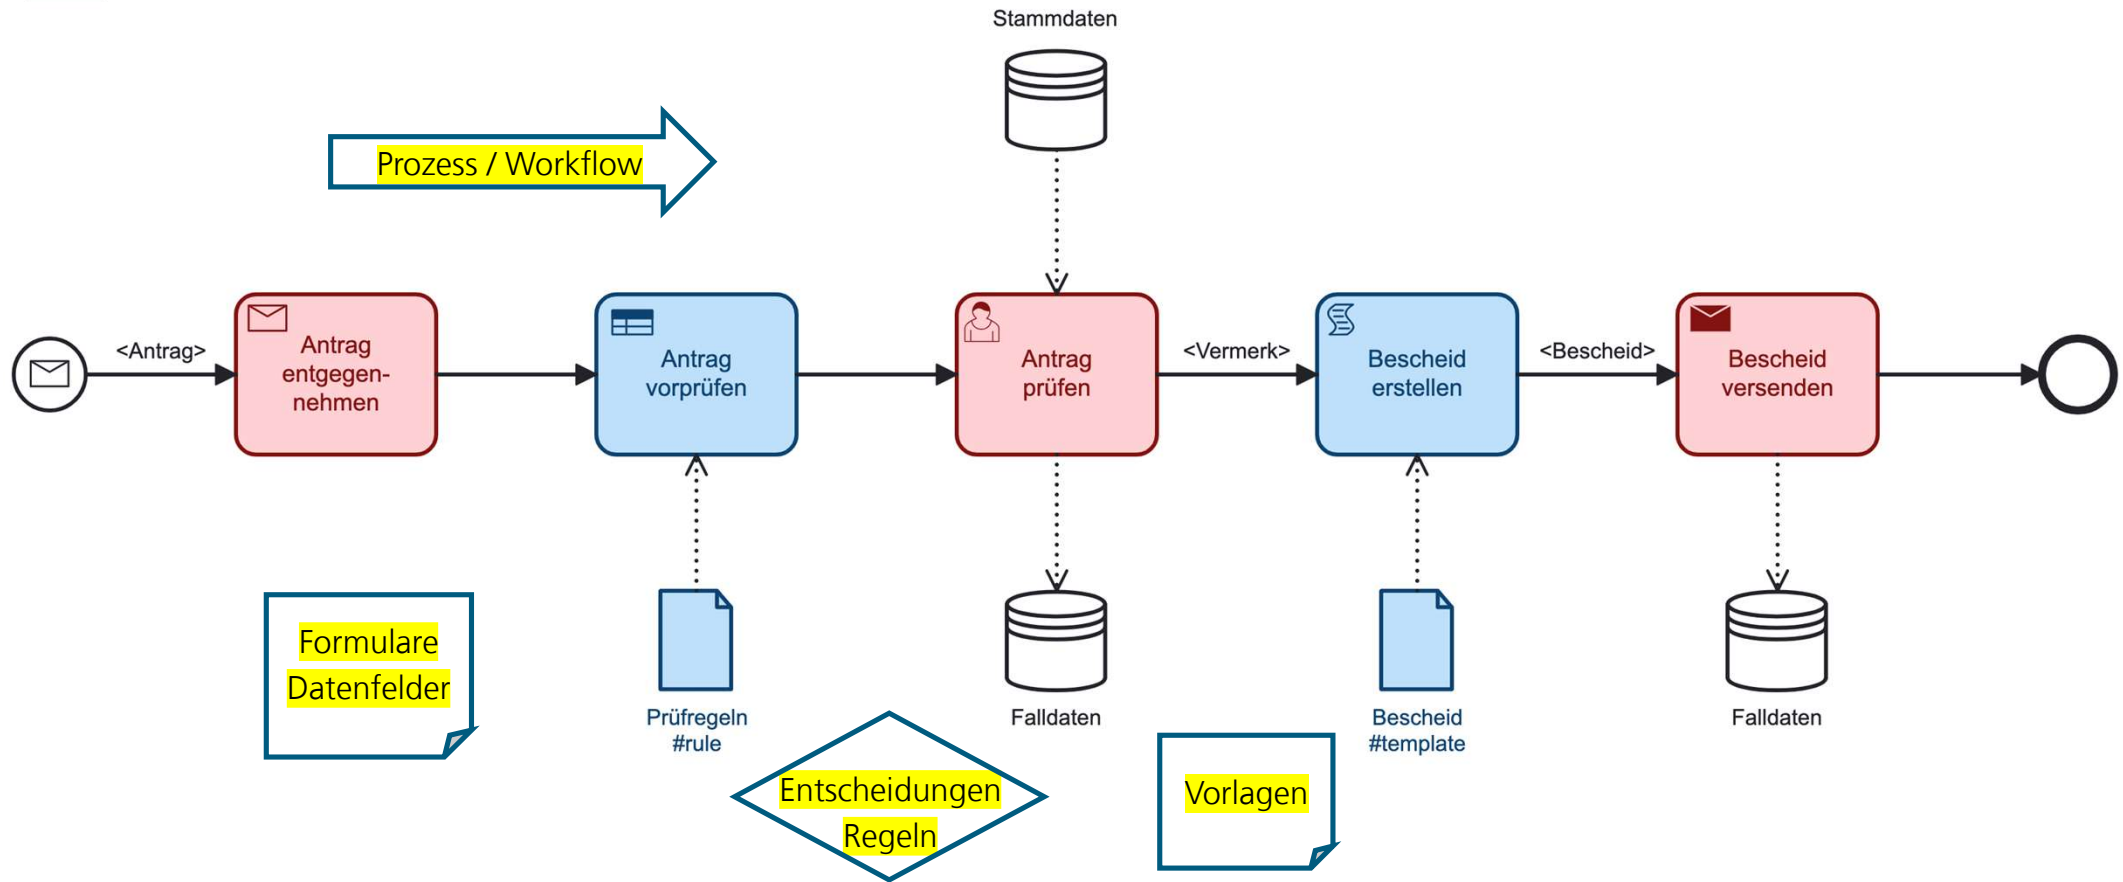 Stammdaten
Prozess / Workflow
<Antrag>
Antrag
entgegen-
nehmen
Antrag
vorprüfen
Antrag
prüfen
<Vermerk>
Bescheid
erstellen
<Bescheid>
Bescheid
versenden
Formulare
Datenfelder
Prüfregeln
#rule
Falldaten
Bescheid
#template
Falldaten
Entscheidungen
Regeln
Vorlagen